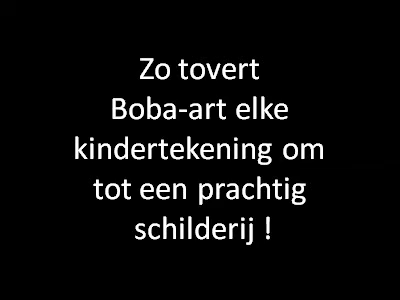 Zo tovert
Boba-art elke
kindertekening om
tot een prachtig
schilderij !